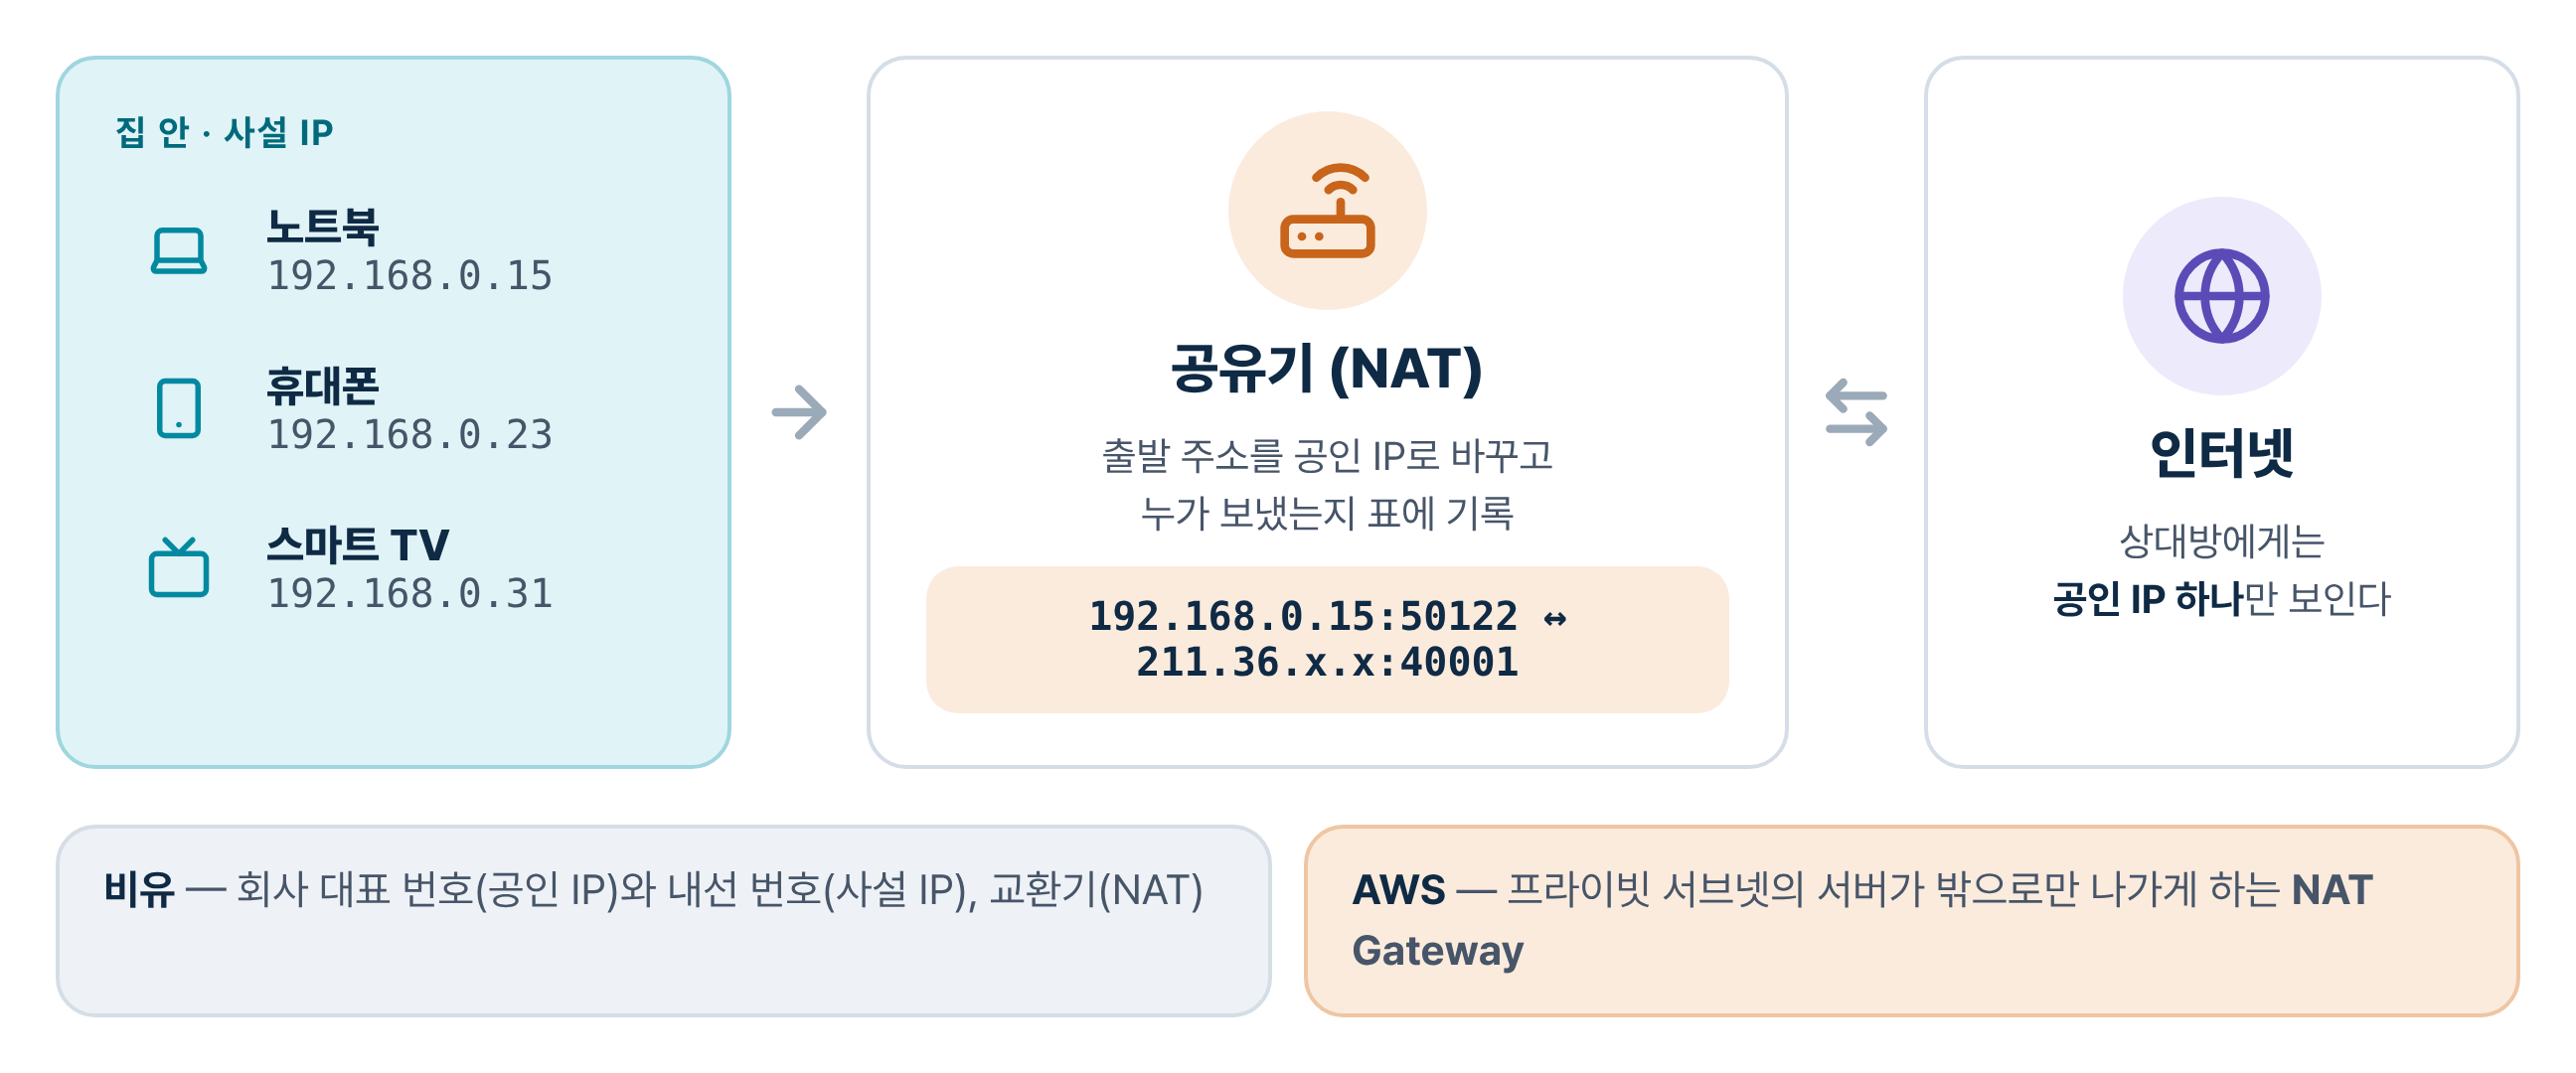 집 안 · 사설 IP
노트북
192.168.0.15
휴대폰
192.168.0.23
스마트 TV
192.168.0.31
공유기 (NAT)
출발 주소를 공인 IP로 바꾸고
누가 보냈는지 표에 기록
192.168.0.15:50122 ↔
211.36.x.x:40001
인터넷
상대방에게는
공인 IP 하나만 보인다
비유 — 회사 대표 번호(공인 IP)와 내선 번호(사설 IP), 교환기(NAT)
AWS — 프라이빗 서브넷의 서버가 밖으로만 나가게 하는 NAT
Gateway